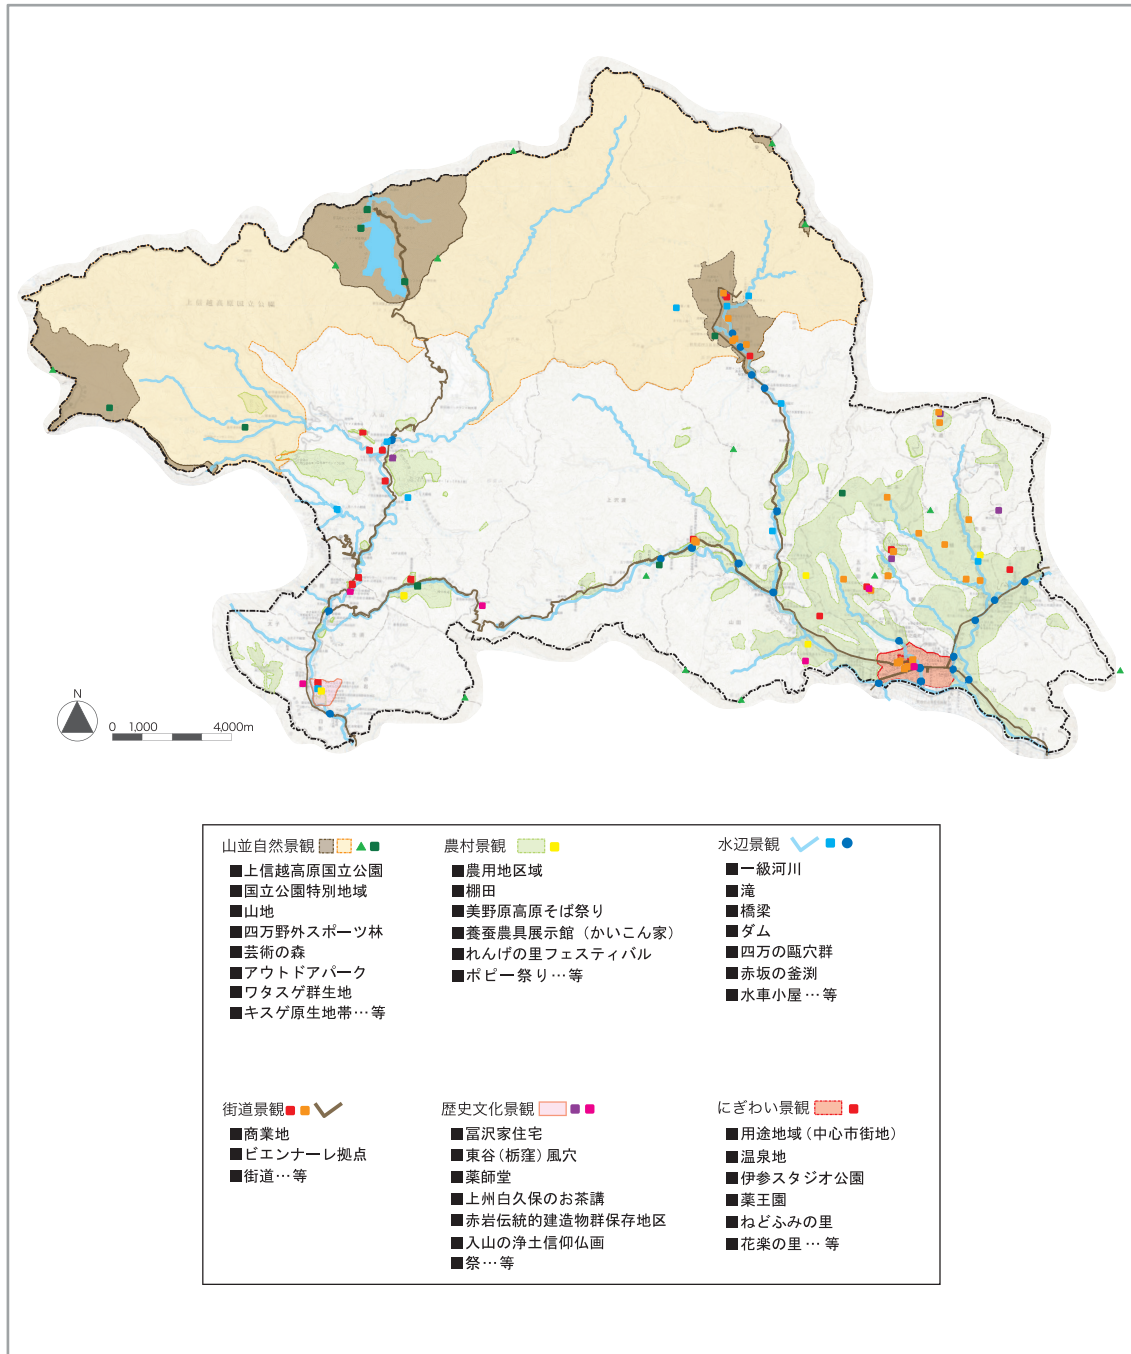 上信越高原国立公園
N
0 1,000 4,000m
山並自然景観
■上信越高原国立公園
■国立公園特別地域
■山地
■四万野外スポーツ林
■芸術の森
■アウトドアパーク
■ワタスゲ群生地
■キスゲ原生地帯…等
農村景観
■農用地区域
■棚田
■美野原高原そば祭り
■養蚕農具展示館（かいこん家）
■れんげの里フェスティバル
■ポピー祭り…等
水辺景観
■一級河川
■滝
■橋梁
■ダム
■四万の甌穴群
■赤坂の釜渕
■水車小屋…等
街道景観
■商業地
■ビエンナーレ拠点
■街道…等
歴史文化景観
■冨沢家住宅
■東谷（栃窪）風穴
■薬師堂
■上州白久保のお茶講
■赤岩伝統的建造物群保存地区
■入山の浄土信仰仏画
■祭…等
にぎわい景観
■用途地域（中心市街地）
■温泉地
■伊参スタジオ公園
■薬王園
■ねどふみの里
■花楽の里…等